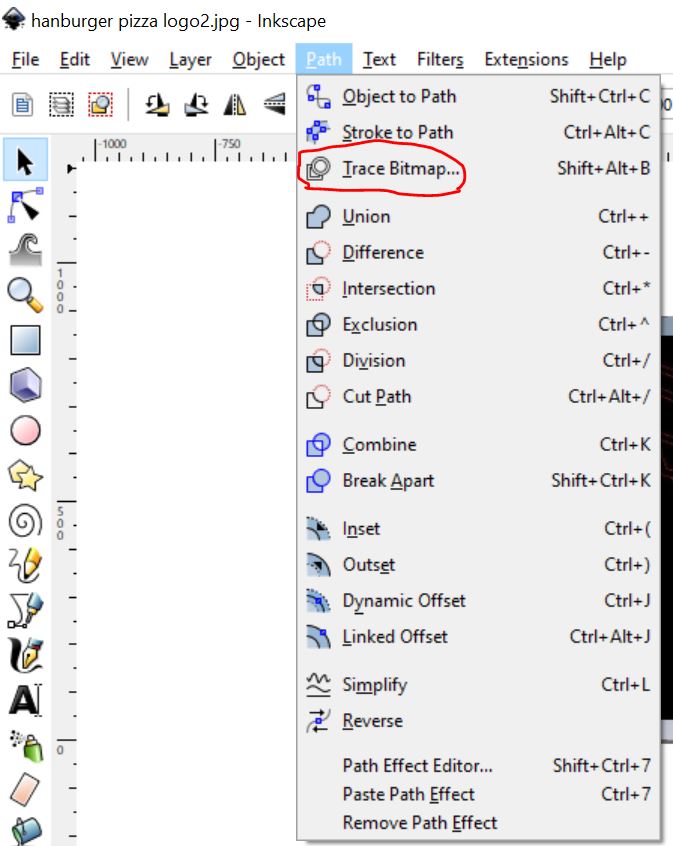 hanburger pizza logo2.jpg - Inkscape
File Edit View Layer Object Path Text Filters Extensions Help
-1000 -750
Object to Path Shift+Ctrl+C
Stroke to Path Ctrl+Alt+C
Trace Bitmap... Shift+Alt+B
Union Ctrl++
Difference Ctrl+-
Intersection Ctrl+*
Exclusion Ctrl+^
Division Ctrl+/
Cut Path Ctrl+Alt+/
Combine Ctrl+K
Break Apart Shift+Ctrl+K
Inset Ctrl+(
Outset Ctrl+)
Dynamic Offset Ctrl+J
Linked Offset Ctrl+Alt+J
Simplify Ctrl+L
Reverse
Path Effect Editor... Shift+Ctrl+7
Paste Path Effect Ctrl+7
Remove Path Effect
1000
500
0